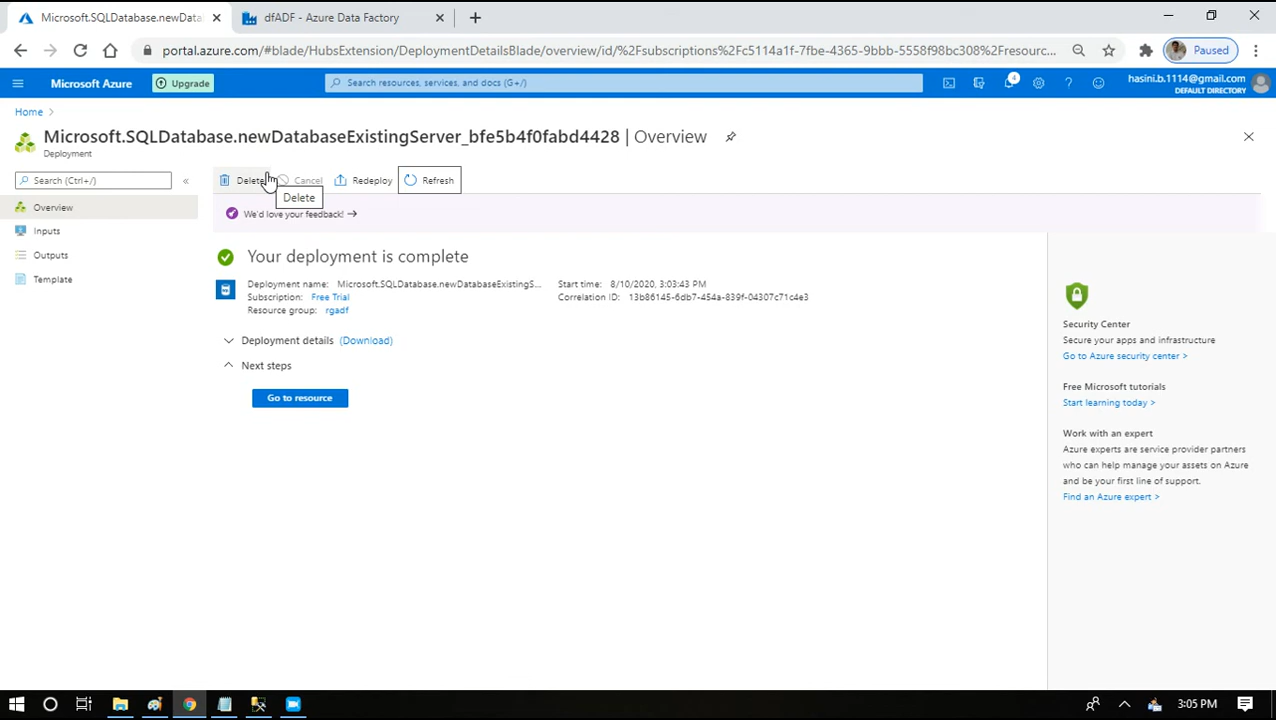 Microsoft.SQLDatabase.newData
dfADF - Azure Data Factory
portal.azure.com/#blade/HubsExtension/DeploymentDetailsBlade/overview/id/%2Fsubscriptions%2Fc5114a1f-7fbe-4365-9bbb-5558f98bc308%2Fresourc...
Paused
Microsoft Azure
Upgrade
Search resources, services, and docs (G+/)
4
hasini.b.1114@gmail.com
DEFAULT DIRECTORY
Home
Microsoft.SQLDatabase.newDatabaseExistingServer_bfe5b4f0fabd4428 | Overview
Deployment
Search (Ctrl+/)
Delete
Cancel
Redeploy
Refresh
Delete
Overview
Inputs
Outputs
Template
We'd love your feedback!
Your deployment is complete
Deployment name: Microsoft.SQLDatabase.newDatabaseExistingS...
Subscription: Free Trial
Resource group: rgadf
Start time: 8/10/2020, 3:03:43 PM
Correlation ID: 13b86145-6db7-454a-839f-04307c71c4e3
Deployment details (Download)
Next steps
Go to resource
Security Center
Secure your apps and infrastructure
Go to Azure security center >
Free Microsoft tutorials
Start learning today >
Work with an expert
Azure experts are service provider partners
who can help manage your assets on Azure
and be your first line of support.
Find an Azure expert >
3:05 PM